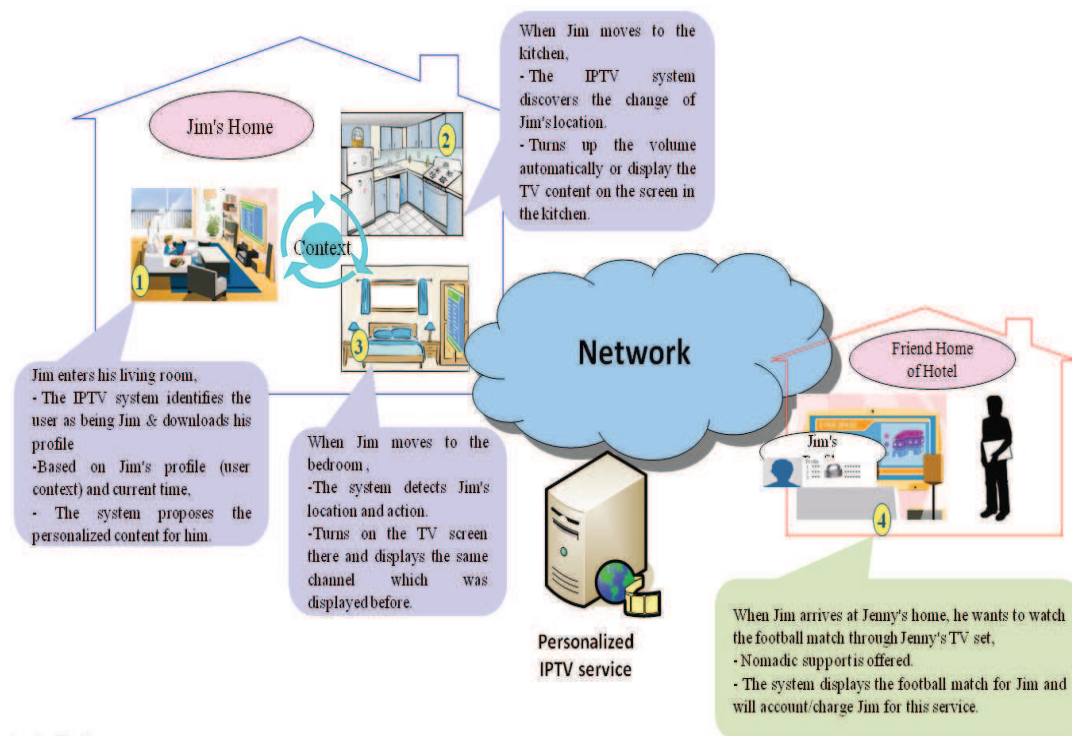 When Jim moves to the
kitchen,
- The IPTV system
discovers the change of
Jim's location.
- Turns up the volume
automatically or display the
TV content on the screen in
the kitchen.
Jim's Home
2
Context
1
3
Network
Friend Home
of Hotel
Jim's
4
Jim enters his living room,
- The IPTV system identifies the
user as being Jim & downloads his
profile
-Based on Jim's profile (user
context) and current time,
- The system proposes the
personalized content for him.
When Jim moves to the
bedroom ,
-The system detects Jim's
location and action.
- Turns on the TV screen
there and displays the same
channel which was
displayed before.
Personalized
IPTV service
When Jim arrives at Jenny's home, he wants to watch
the football match through Jenny's TV set,
- Nomadic support is offered.
- The system displays the football match for Jim and
will account/charge Jim for this service.